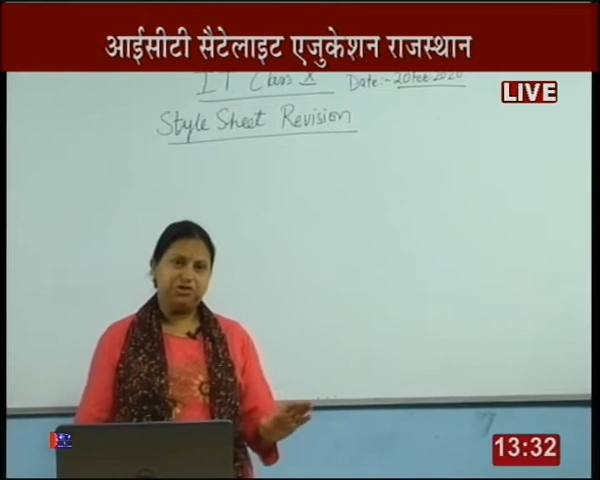 आईसीटी सैटेलाइट एजुकेशन राजस्थान
IT Class X Date:- 20 Feb 2020
LIVE
Style Sheet Revision
13:32